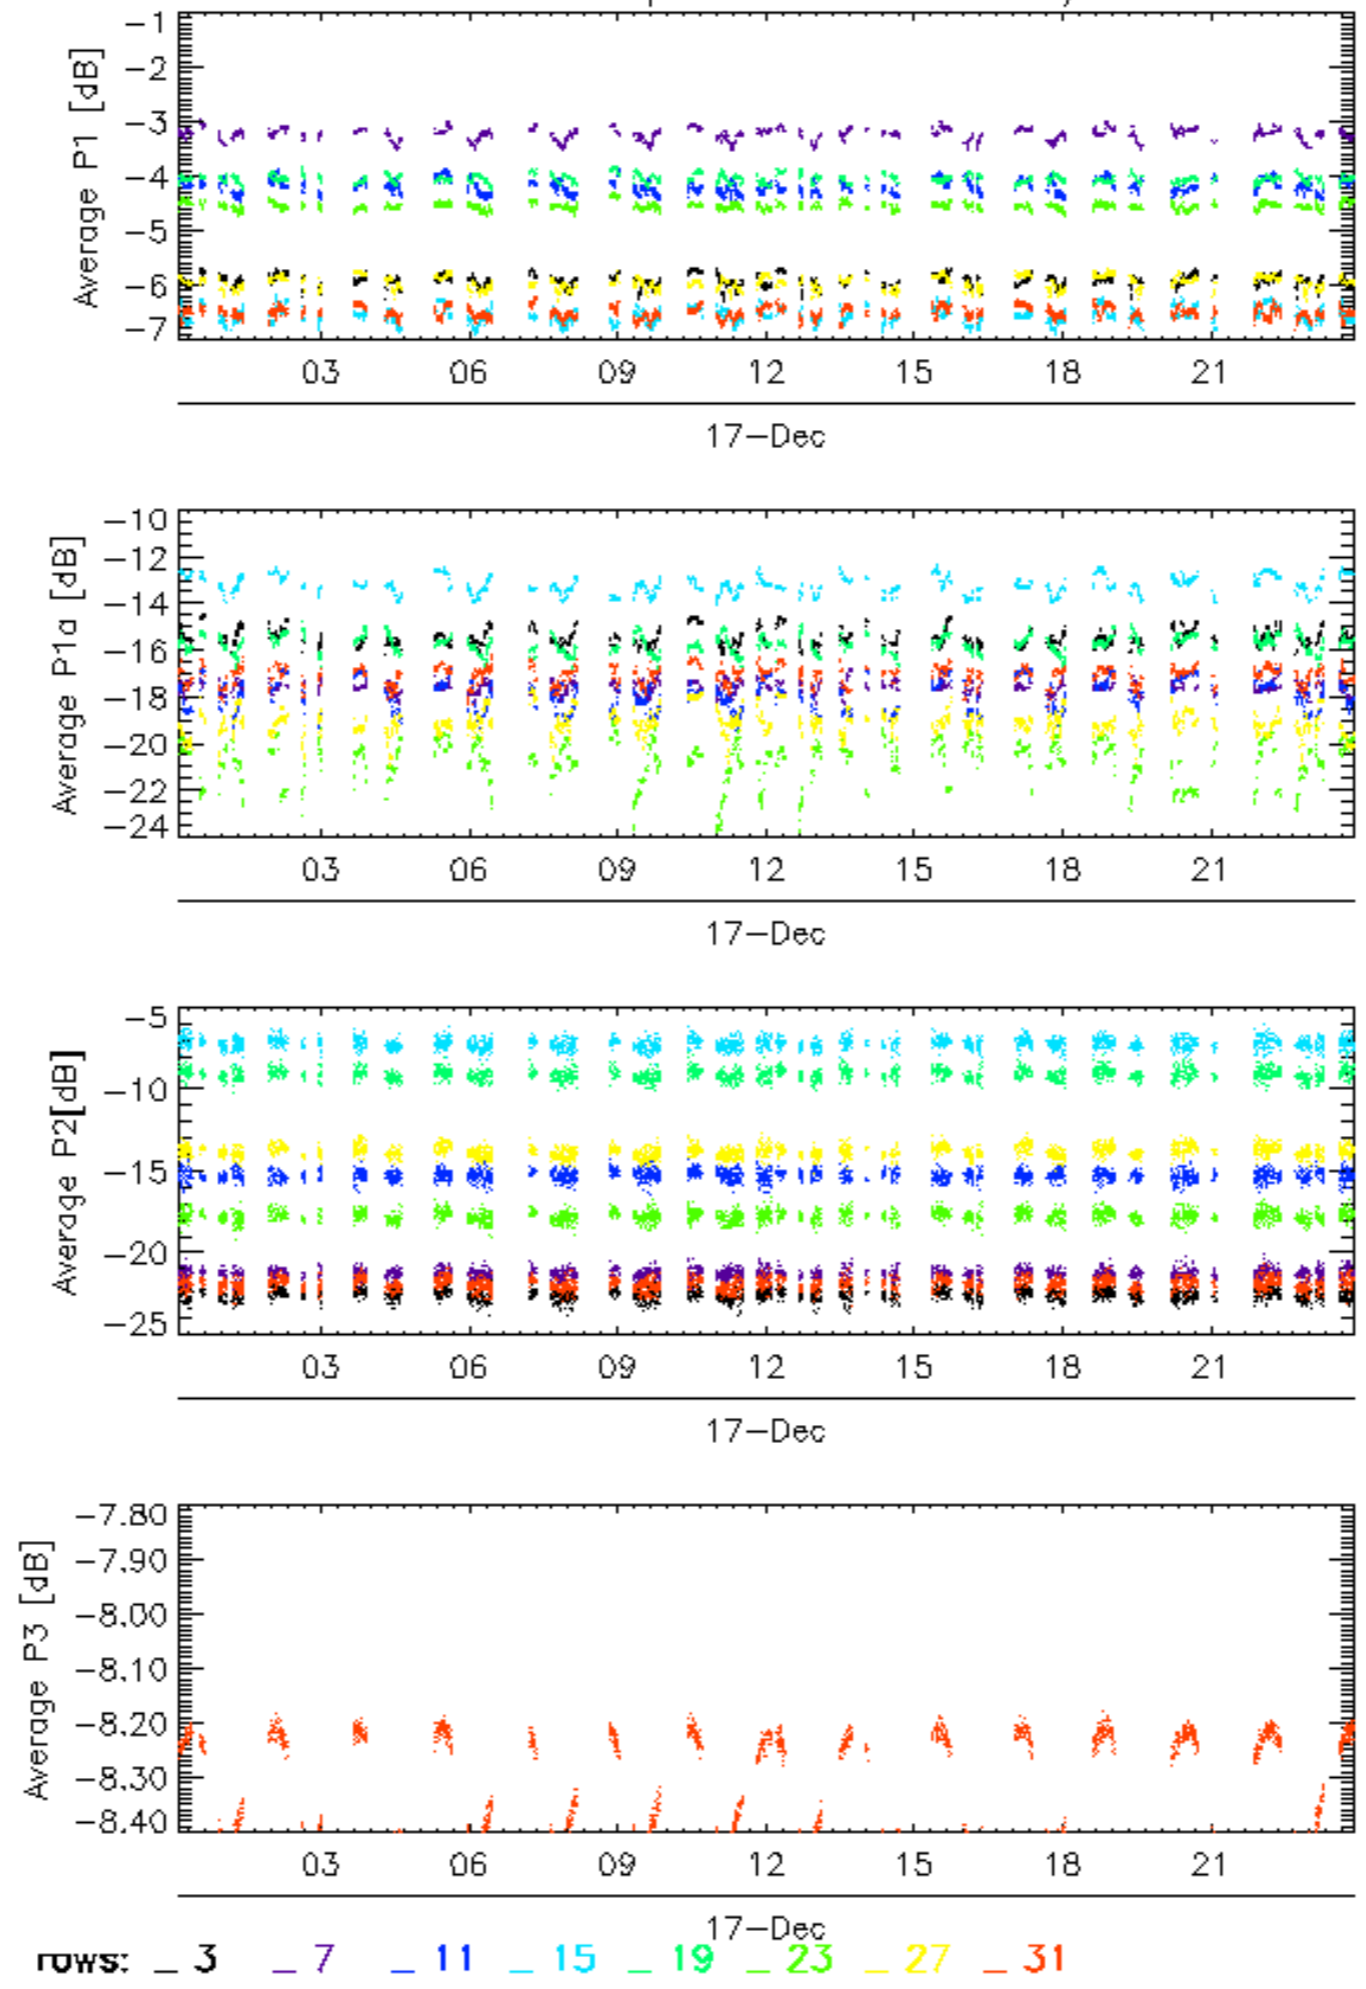 Average P1 [dB]
-1
-2
-3
-4
-5
-6
-7
03 06 09 12 15 18 21
17-Dec
Average P1a [dB]
-10
-12
-14
-16
-18
-20
-22
-24
03 06 09 12 15 18 21
17-Dec
Average P2[dB]
-5
-10
-15
-20
-25
03 06 09 12 15 18 21
17-Dec
Average P3 [dB]
-7.80
-7.90
-8.00
-8.10
-8.20
-8.30
-8.40
03 06 09 12 15 18 21
17-Dec
rows: _ 3 _ 7 _ 11 _ 15 _ 19 _ 23 _ 27 _ 31